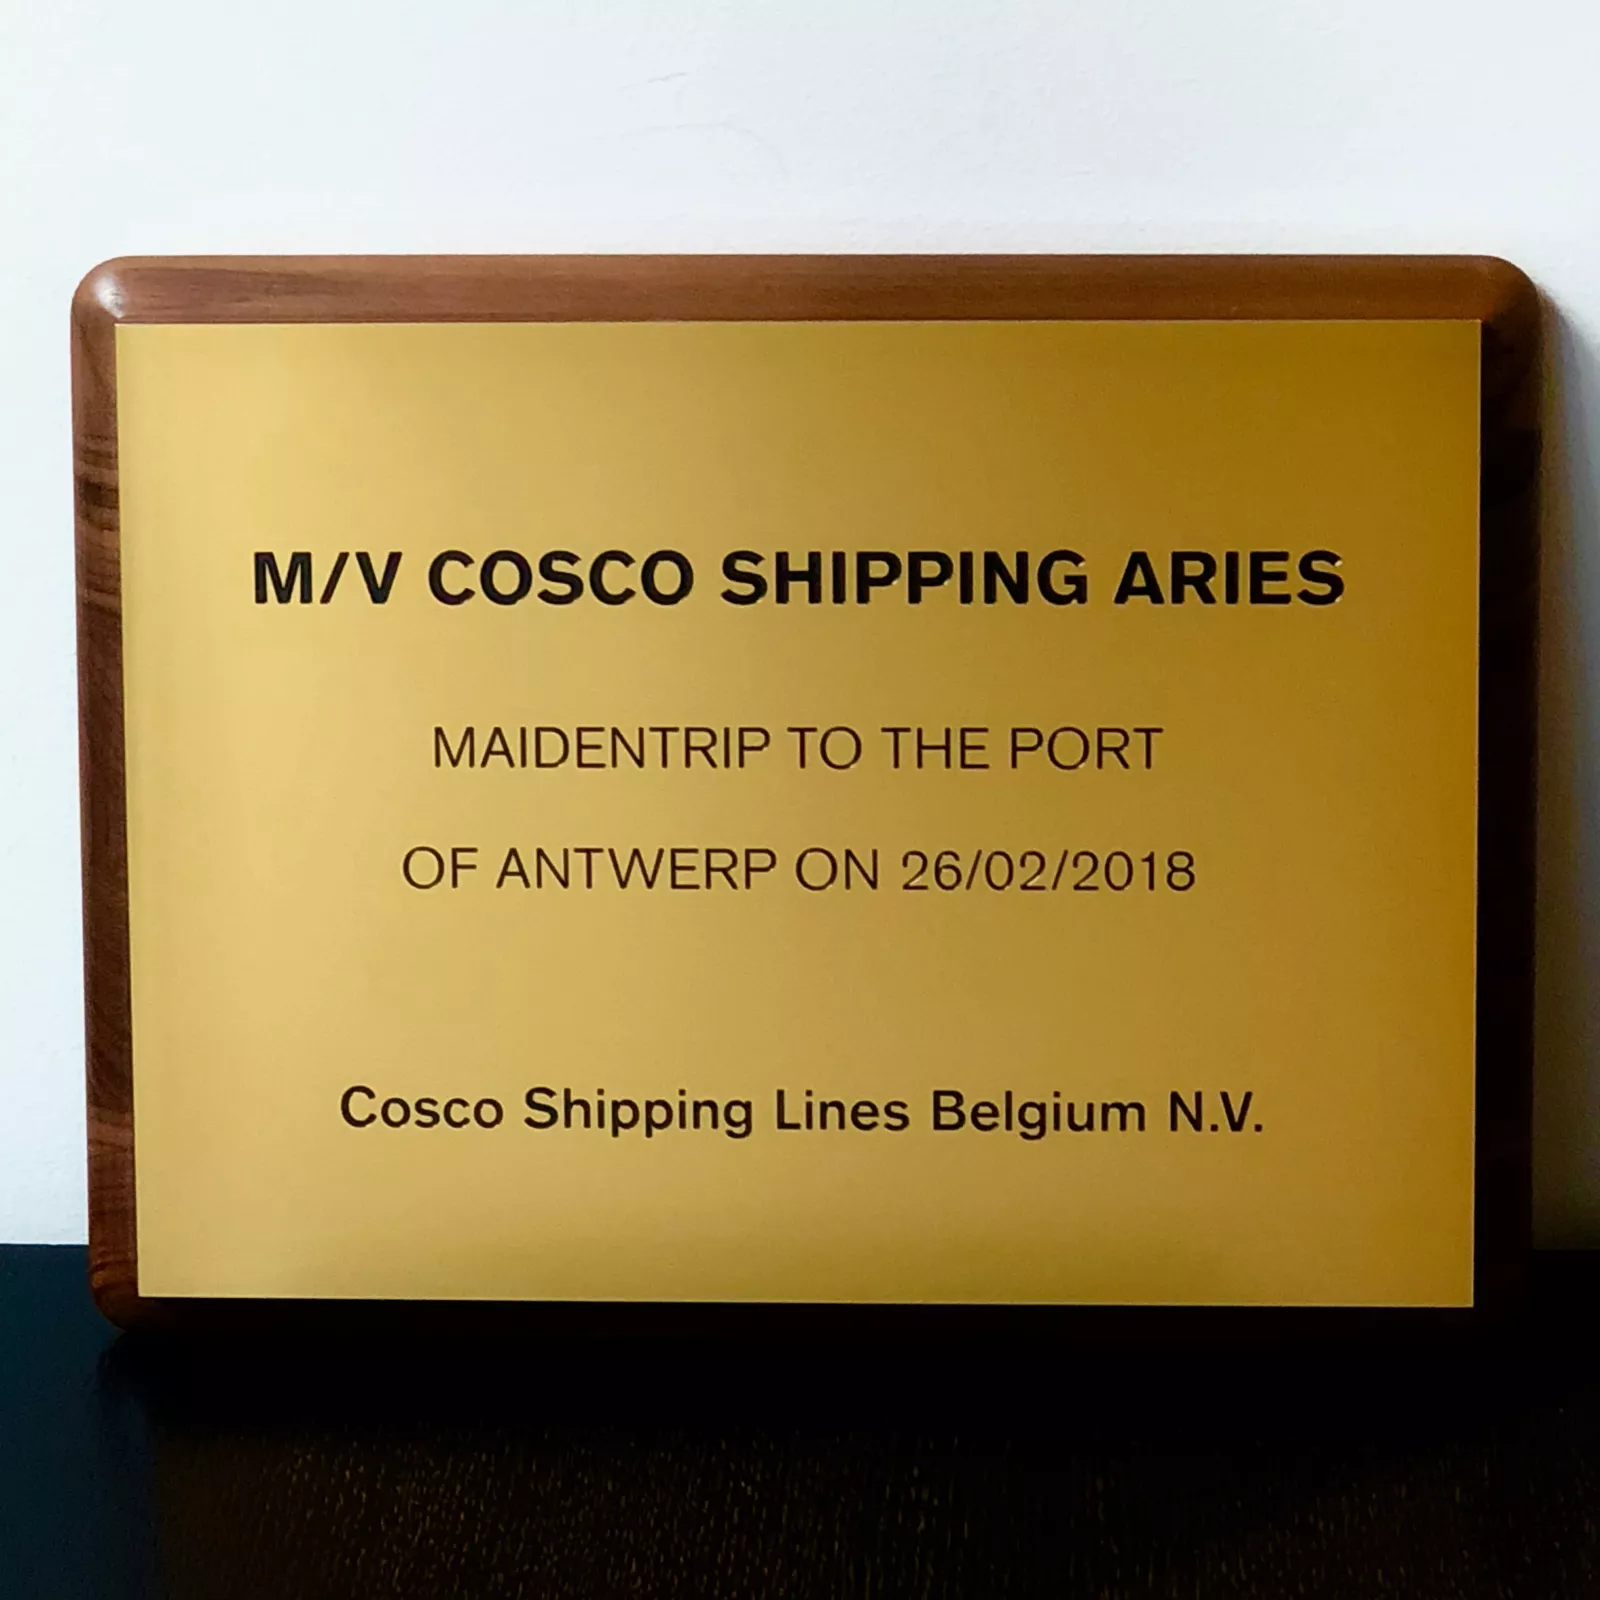 M/V COSCO SHIPPING ARIES
MAIDENTRIP TO THE PORT
OF ANTWERP ON 26/02/2018
Cosco Shipping Lines Belgium N.V.